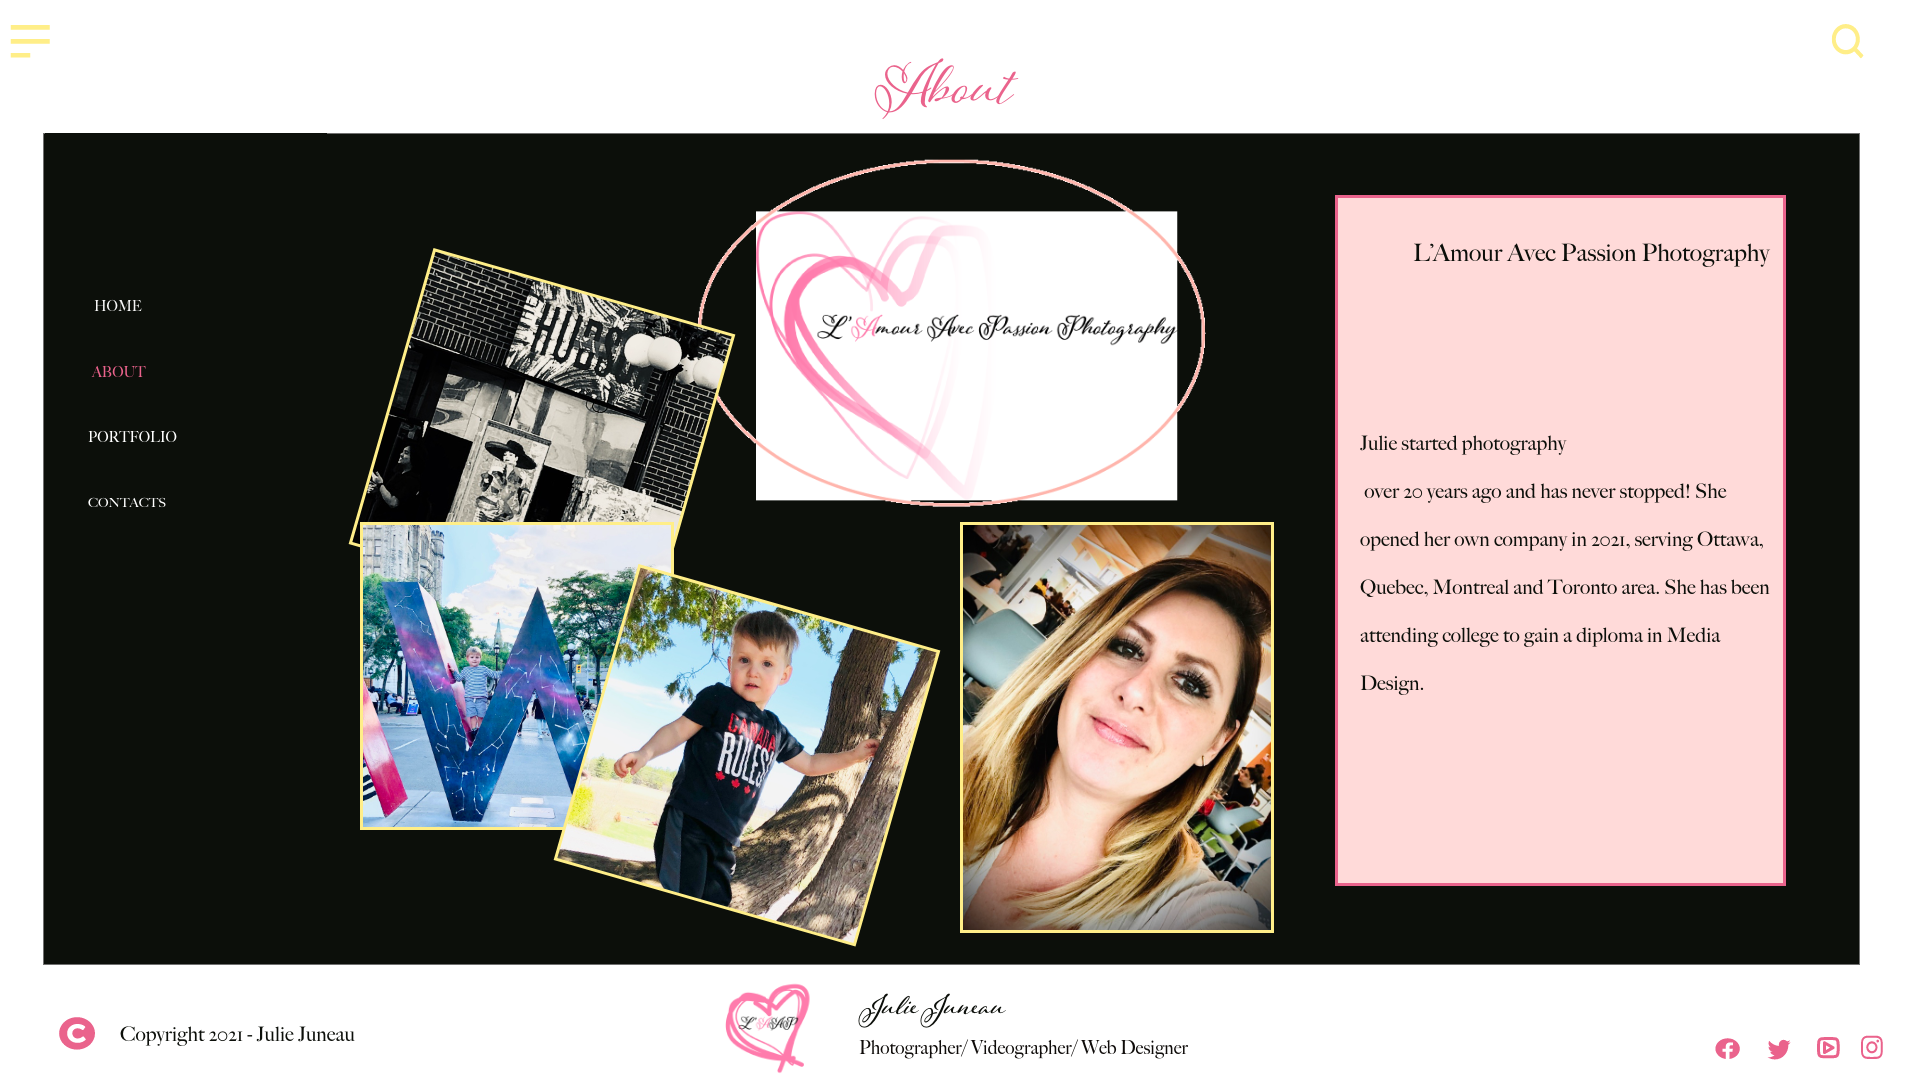 About
HOME
ABOUT
PORTFOLIO
CONTACTS
L'Amour Avec Passion Photography
L'Amour Avec Passion Photography
Julie started photography
over 20 years ago and has never stopped! She
opened her own company in 2021, serving Ottawa,
Quebec, Montreal and Toronto area. She has been
attending college to gain a diploma in Media
Design.
CANADA
RULES!
Copyright 2021 - Julie Juneau
L'AAP
Julie Juneau
Photographer/ Videographer/ Web Designer